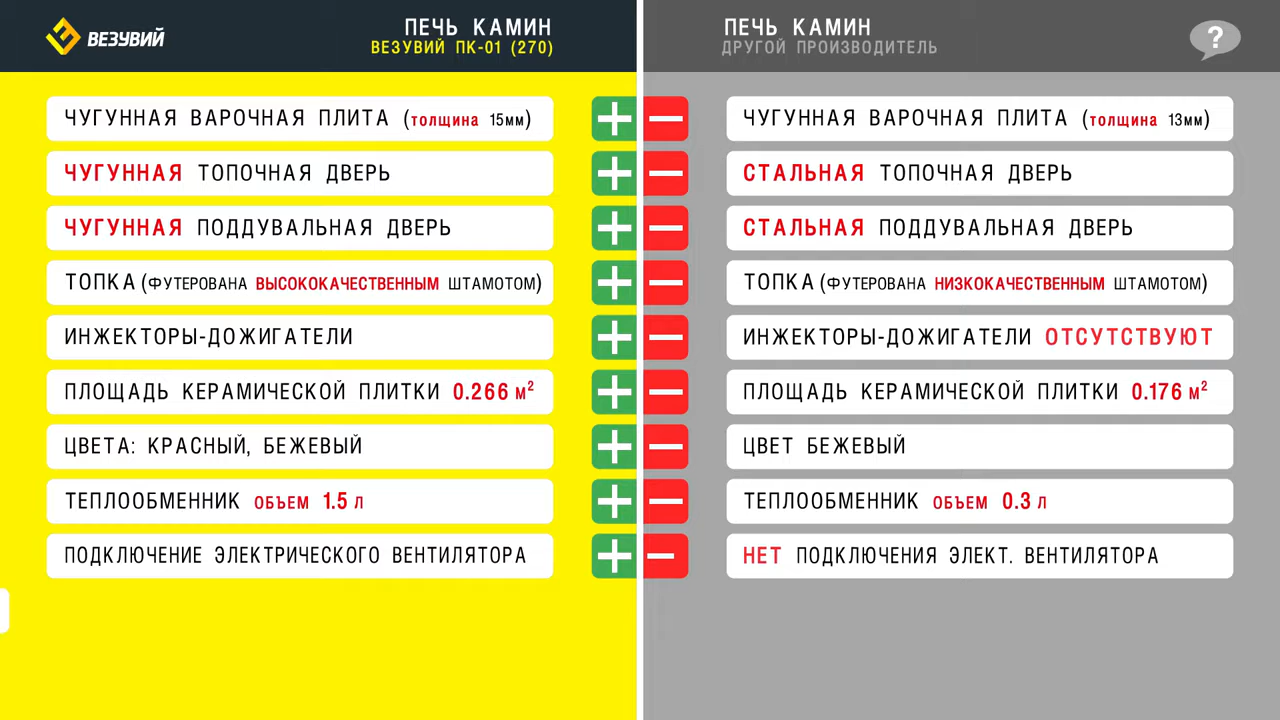 ВЕЗУВИЙ
ПЕЧЬ КАМИН
ВЕЗУВИЙ ПК-01 (270)
ПЕЧЬ КАМИН
ДРУГОЙ ПРОИЗВОДИТЕЛЬ
?
ЧУГУННАЯ ВАРОЧНАЯ ПЛИТА (толщина 15мм)
ЧУГУННАЯ ВАРОЧНАЯ ПЛИТА (толщина 13мм)
ЧУГУННАЯ ТОПОЧНАЯ ДВЕРЬ
СТАЛЬНАЯ ТОПОЧНАЯ ДВЕРЬ
ЧУГУННАЯ ПОДДУВАЛЬНАЯ ДВЕРЬ
СТАЛЬНАЯ ПОДДУВАЛЬНАЯ ДВЕРЬ
ТОПКА (ФУТЕРОВАНА ВЫСОКОКАЧЕСТВЕННЫМ ШТАМОТОМ)
ТОПКА (ФУТЕРОВАНА НИЗКОКАЧЕСТВЕННЫМ ШТАМОТОМ)
ИНЖЕКТОРЫ-ДОЖИГАТЕЛИ
ИНЖЕКТОРЫ-ДОЖИГАТЕЛИ ОТСУТСТВУЮТ
ПЛОЩАДЬ КЕРАМИЧЕСКОЙ ПЛИТКИ 0.266 м²
ПЛОЩАДЬ КЕРАМИЧЕСКОЙ ПЛИТКИ 0.176 м²
ЦВЕТА: КРАСНЫЙ, БЕЖЕВЫЙ
ЦВЕТ БЕЖЕВЫЙ
ТЕПЛООБМЕННИК ОБЪЕМ 1.5 л
ТЕПЛООБМЕННИК ОБЪЕМ 0.3 л
ПОДКЛЮЧЕНИЕ ЭЛЕКТРИЧЕСКОГО ВЕНТИЛЯТОРА
НЕТ ПОДКЛЮЧЕНИЯ ЭЛЕКТ. ВЕНТИЛЯТОРА